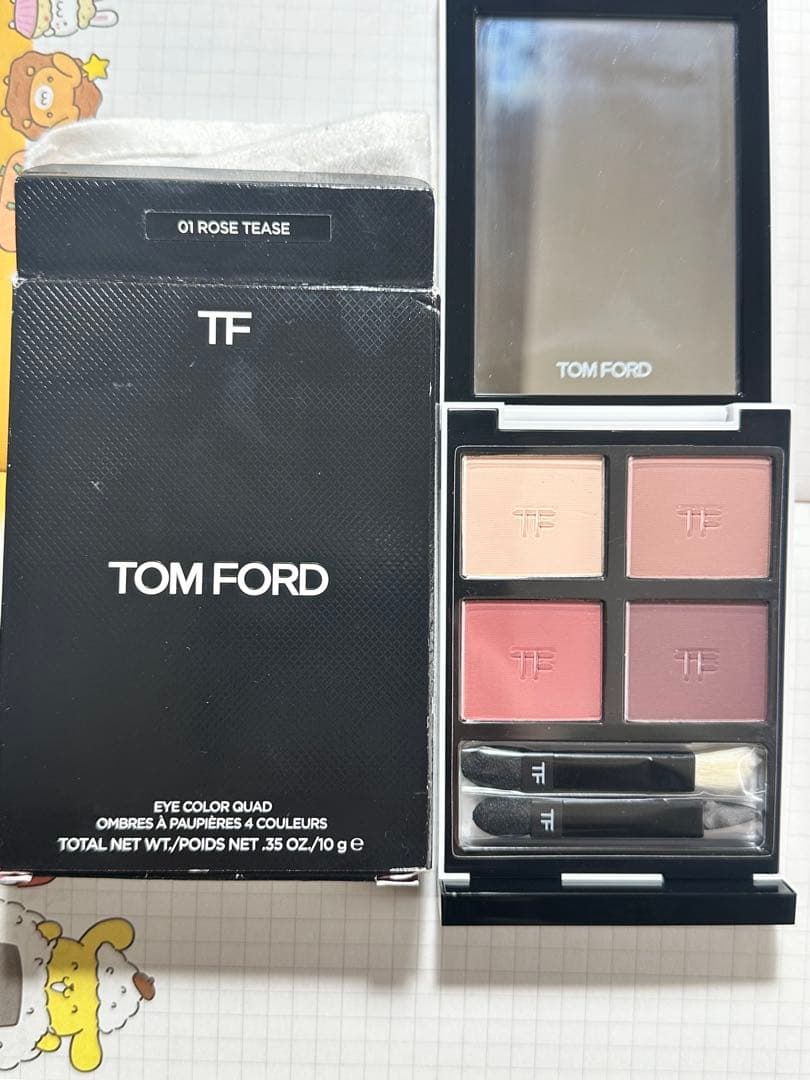 01 ROSE TEASE
TF
TOM FORD
EYE COLOR QUAD
OMBRES À PAUPIÈRES 4 COULEURS
TOTAL NET WT./POIDS NET .35 OZ./10 g ℮
TOM FORD
TF
TF
TF
TF
TF
TF